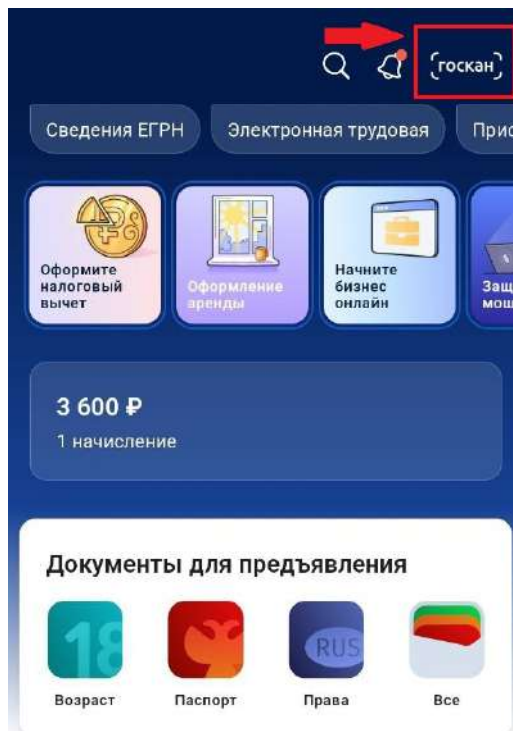 госкан
Сведения ЕГРН
Электронная трудовая
Оформите
налоговый
вычет
Оформление
аренды
Начните
бизнес
онлайн
3 600 ₽
1 начисление
Документы для предъявления
18
RUS
Возраст
Паспорт
Права
Все